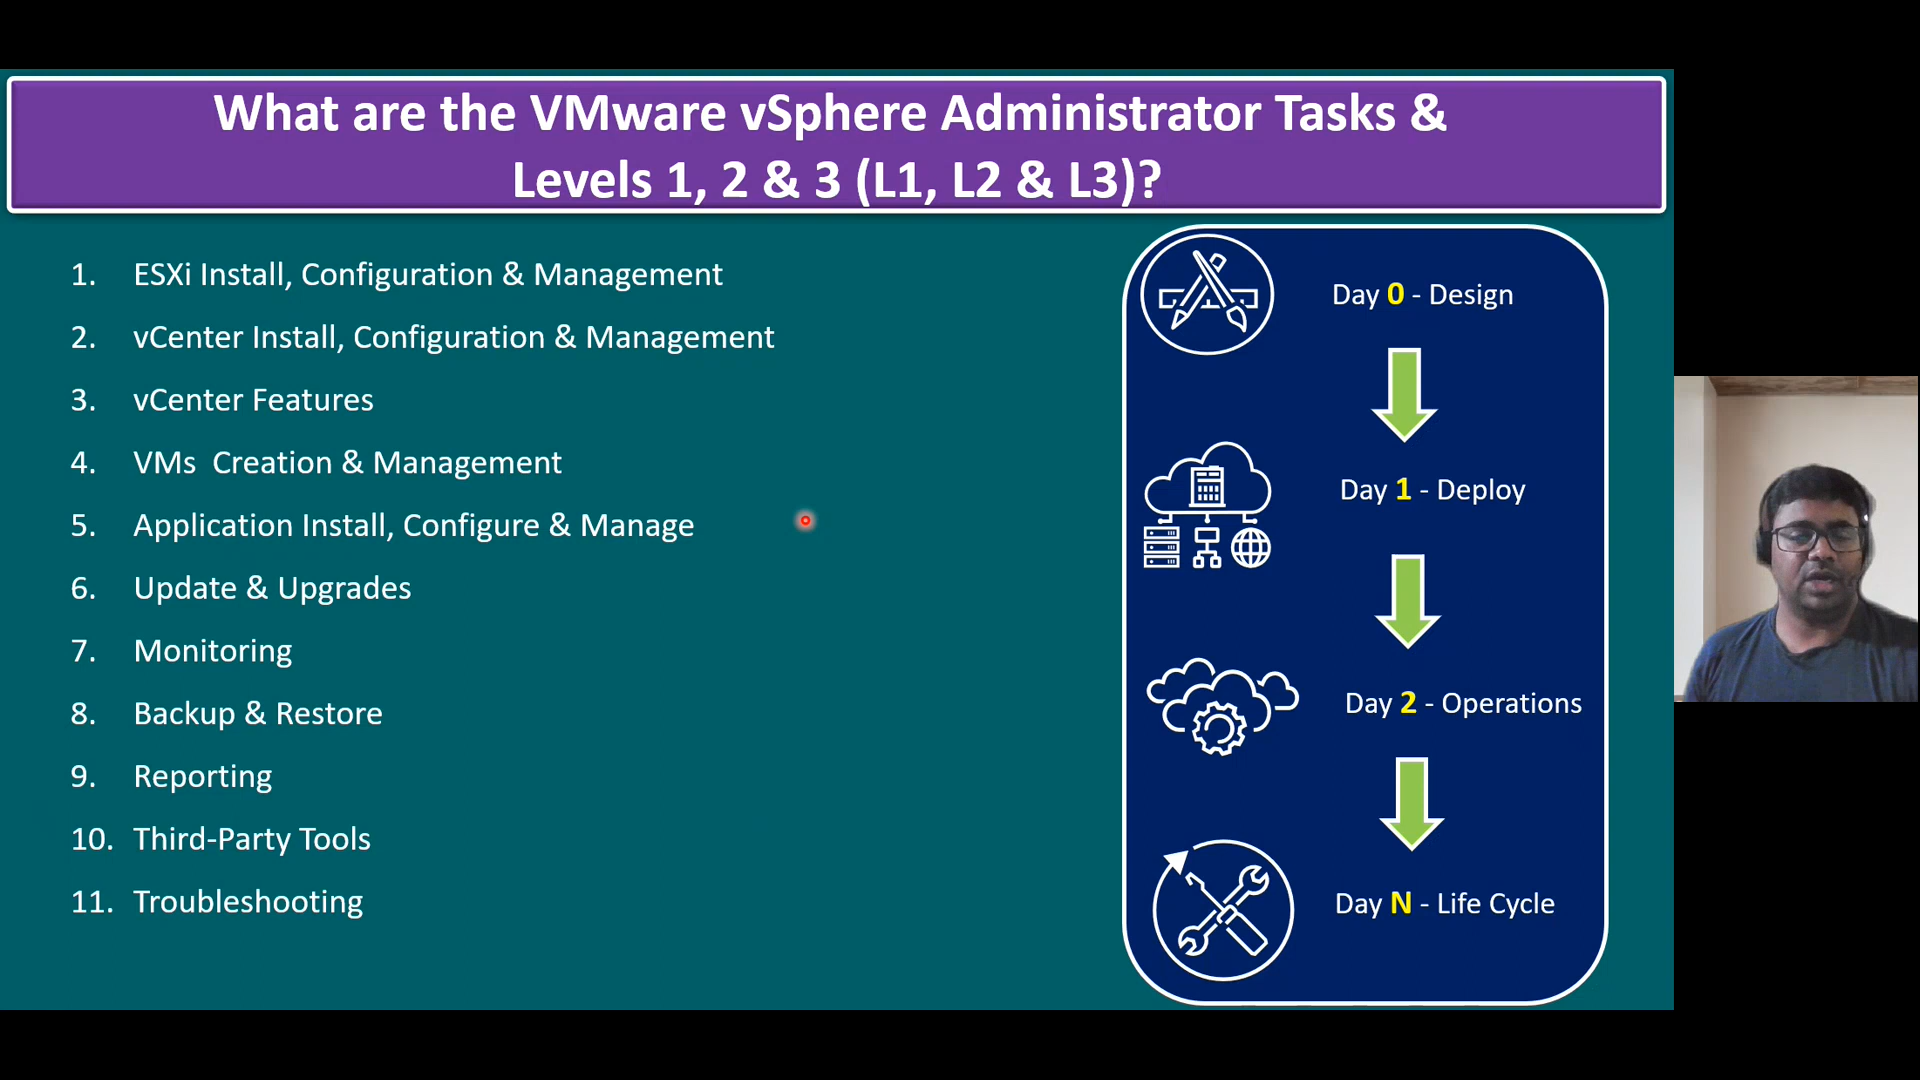 What are the VMware vSphere Administrator Tasks &
Levels 1, 2 & 3 (L1, L2 & L3)?
1. ESXi Install, Configuration & Management
2. vCenter Install, Configuration & Management
3. vCenter Features
4. VMs Creation & Management
5. Application Install, Configure & Manage
6. Update & Upgrades
7. Monitoring
8. Backup & Restore
9. Reporting
10. Third-Party Tools
11. Troubleshooting
Day 0 - Design
Day 1 - Deploy
Day 2 - Operations
Day N - Life Cycle